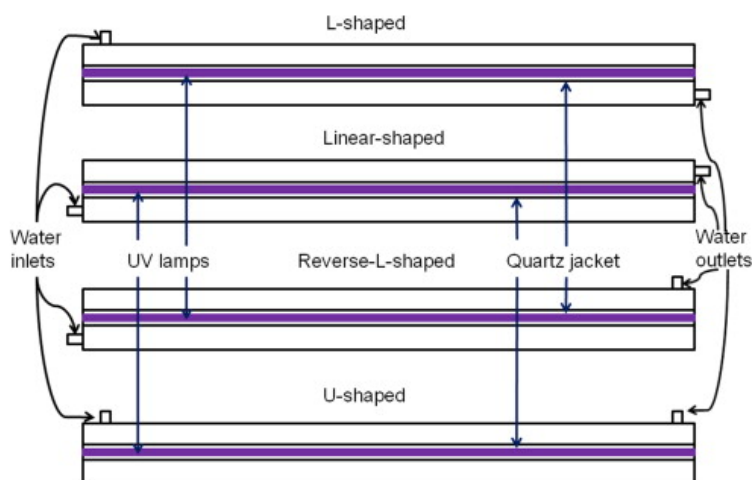 L-shaped
Linear-shaped
Water
inlets
UV lamps
Reverse-L-shaped
Quartz jacket
Water
outlets
U-shaped